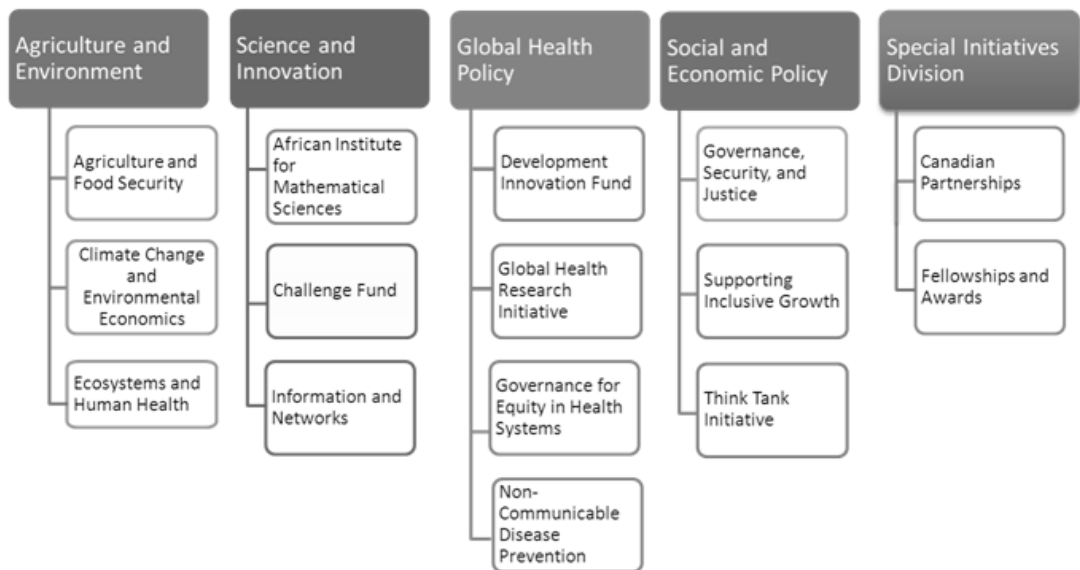 Agriculture and
Environment
Agriculture and
Food Security
Climate Change
and
Environmental
Economics
Ecosystems and
Human Health
Science and
Innovation
African Institute
for
Mathematical
Sciences
Challenge Fund
Information and
Networks
Global Health
Policy
Development
Innovation Fund
Global Health
Research
Initiative
Governance for
Equity in Health
Systems
Non-
Communicable
Disease
Prevention
Social and
Economic Policy
Governance,
Security, and
Justice
Supporting
Inclusive Growth
Think Tank
Initiative
Special Initiatives
Division
Canadian
Partnerships
Fellowships and
Awards